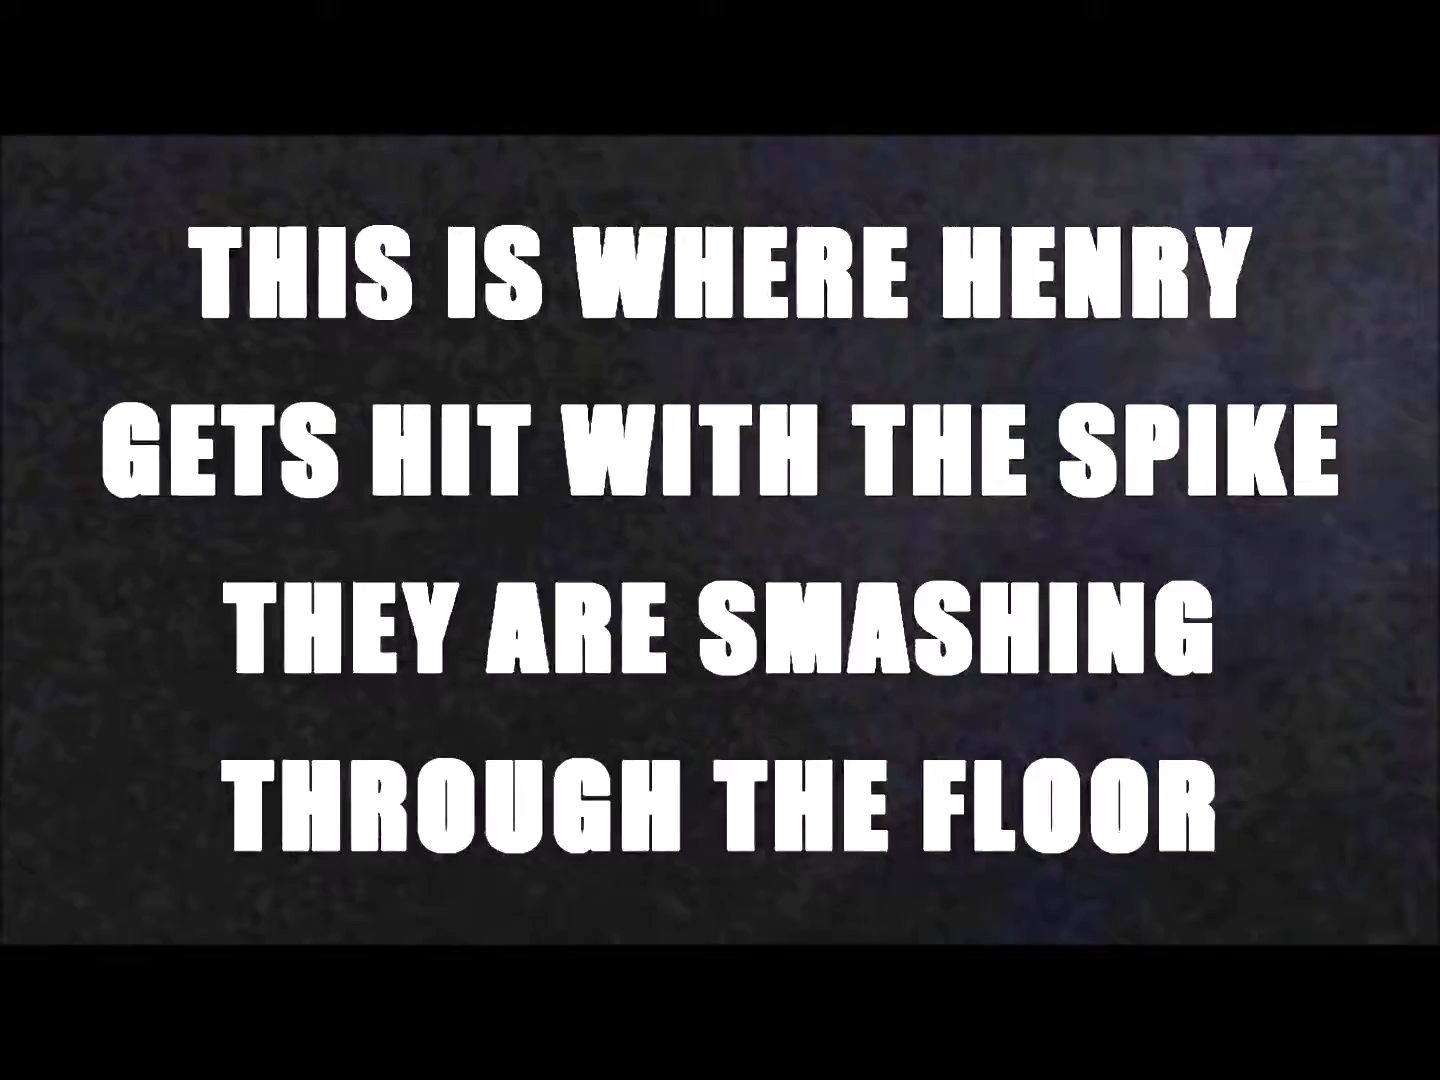 THIS IS WHERE HENRY
GETS HIT WITH THE SPIKE
THEY ARE SMASHING
THROUGH THE FLOOR